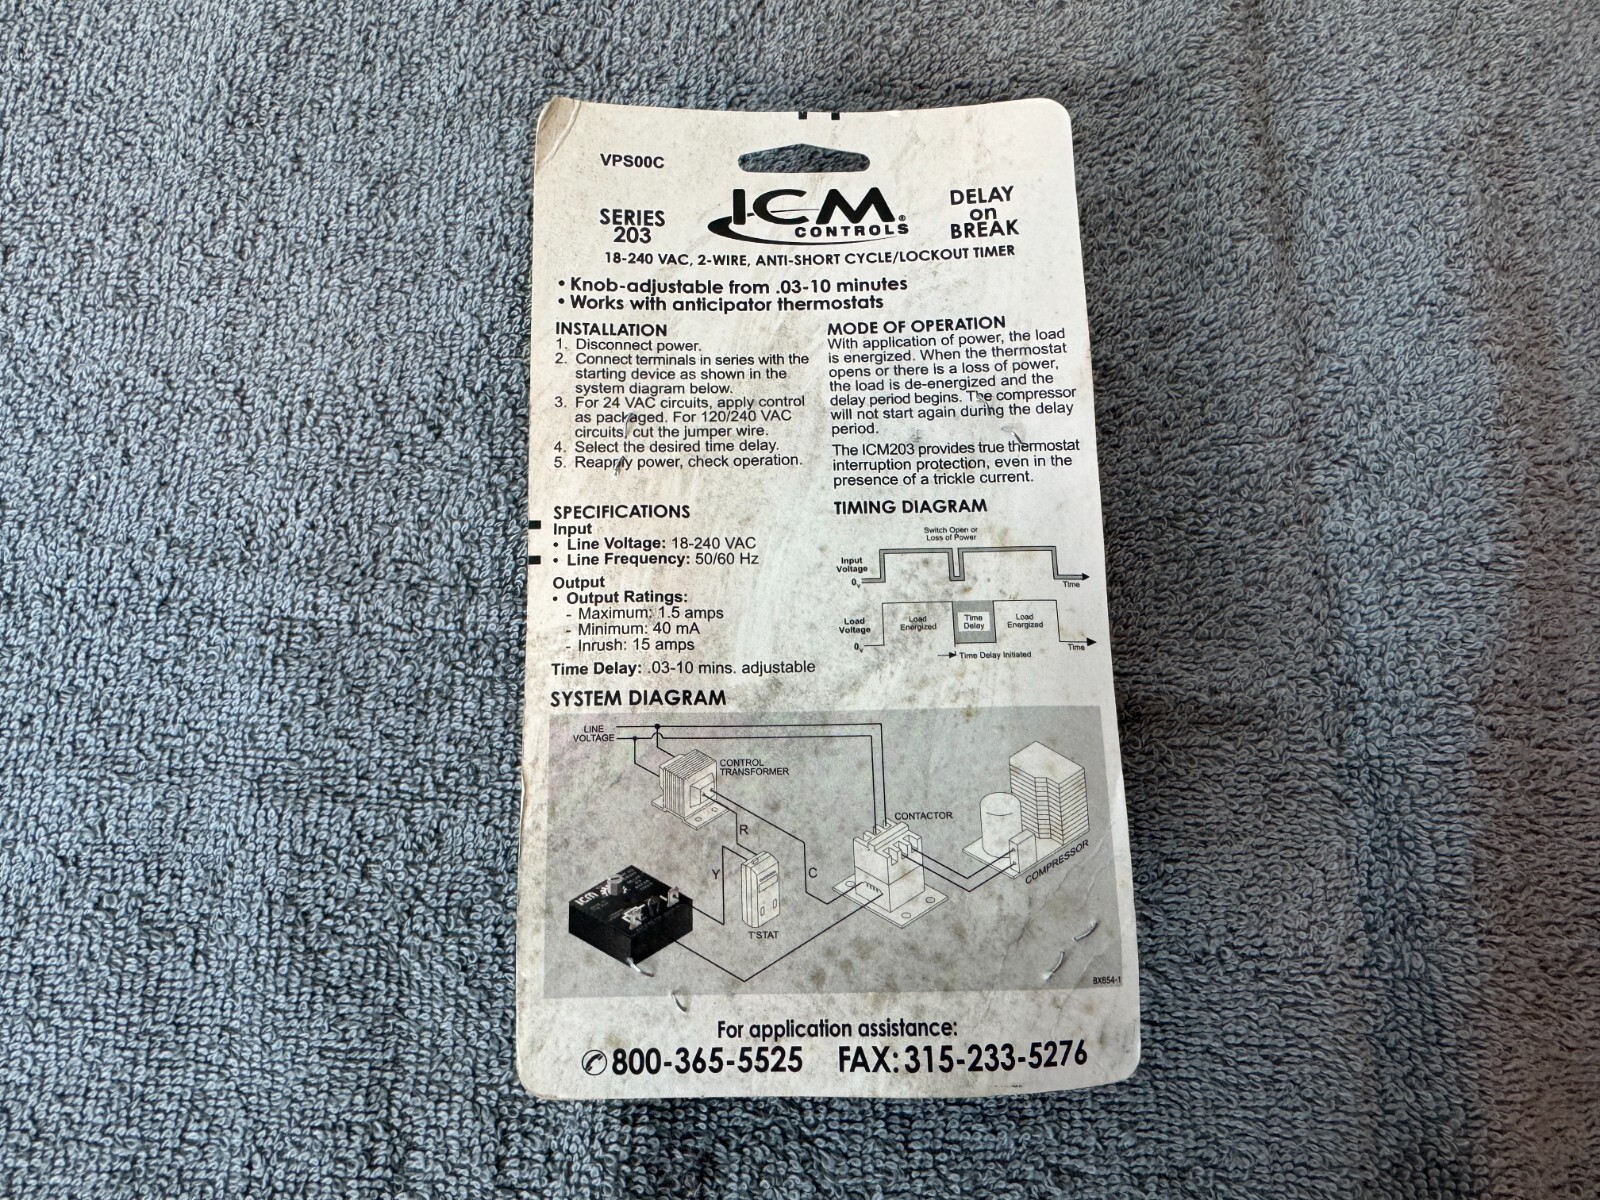 VPS00C
SERIES
203
ICM®
CONTROLS
DELAY
on
BREAK
18-240 VAC, 2-WIRE, ANTI-SHORT CYCLE/LOCKOUT TIMER
• Knob-adjustable from .03-10 minutes
• Works with anticipator thermostats
INSTALLATION
1. Disconnect power.
2. Connect terminals in series with the
starting device as shown in the
system diagram below.
3. For 24 VAC circuits, apply control
as packaged. For 120/240 VAC
circuits, cut the jumper wire.
4. Select the desired time delay.
5. Reapply power, check operation.
MODE OF OPERATION
With application of power, the load
is energized. When the thermostat
opens or there is a loss of power,
the load is de-energized and the
delay period begins. The compressor
will not start again during the delay
period.
The ICM203 provides true thermostat
interruption protection, even in the
presence of a trickle current.
SPECIFICATIONS
Input
• Line Voltage: 18-240 VAC
• Line Frequency: 50/60 Hz
Output
• Output Ratings:
- Maximum: 1.5 amps
- Minimum: 40 mA
- Inrush: 15 amps
Time Delay: .03-10 mins. adjustable
TIMING DIAGRAM
Switch Open or
Loss of Power
Input
Voltage
0v
Time
Load
Voltage
0v
Load
Energized
Time
Delay
Load
Energized
Time
Time Delay Initiated
SYSTEM DIAGRAM
LINE
VOLTAGE
CONTROL
TRANSFORMER
CONTACTOR
R
Y
C
COMPRESSOR
ICM
T'STAT
BX654-1
For application assistance:
800-365-5525 FAX: 315-233-5276